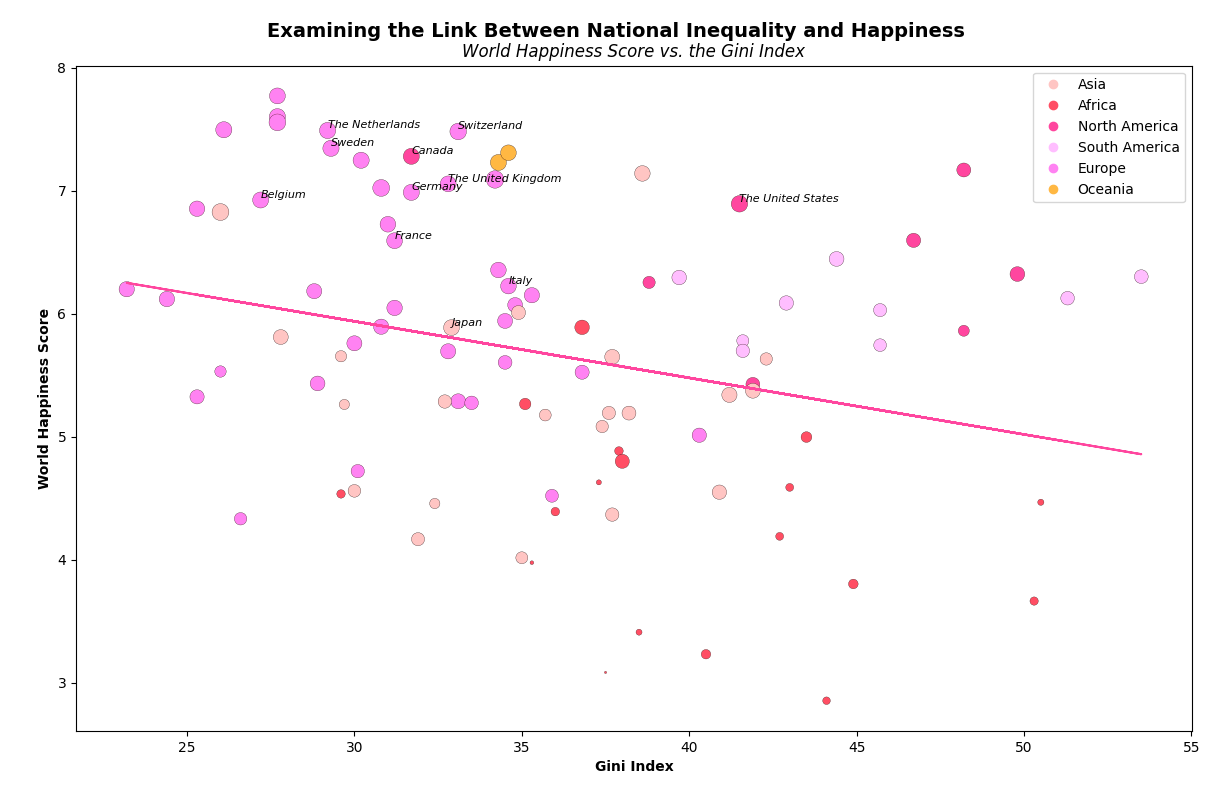 Examining the Link Between National Inequality and Happiness
World Happiness Score vs. the Gini Index
8
7
6
5
4
3
World Happiness Score
Asia
Africa
North America
South America
Europe
Oceania
The Netherlands
Switzerland
Sweden
Canada
The United Kingdom
Germany
Belgium
The United States
France
Italy
Japan
25
30
35
40
45
50
55
Gini Index